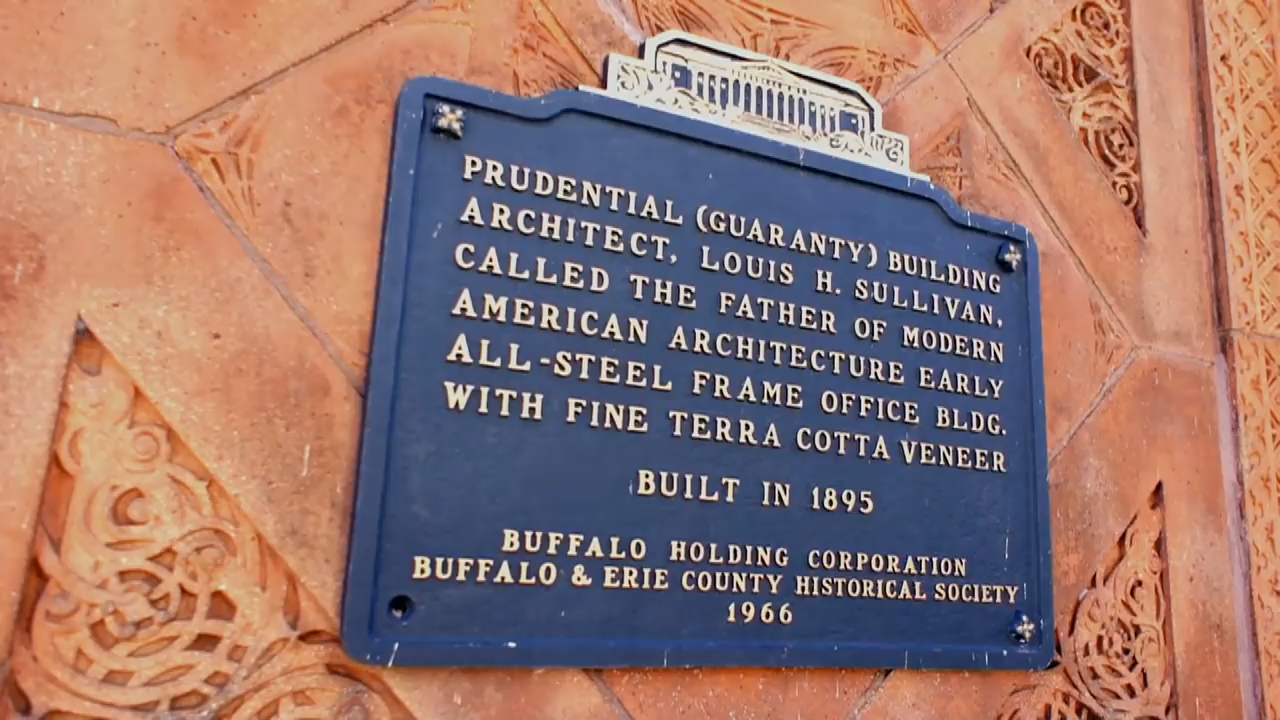 PRUDENTIAL (GUARANTY) BUILDING
ARCHITECT, LOUIS H. SULLIVAN,
CALLED THE FATHER OF MODERN
AMERICAN ARCHITECTURE EARLY
ALL-STEEL FRAME OFFICE BLDG.
WITH FINE TERRA COTTA VENEER
BUILT IN 1895
BUFFALO HOLDING CORPORATION
BUFFALO & ERIE COUNTY HISTORICAL SOCIETY
1966